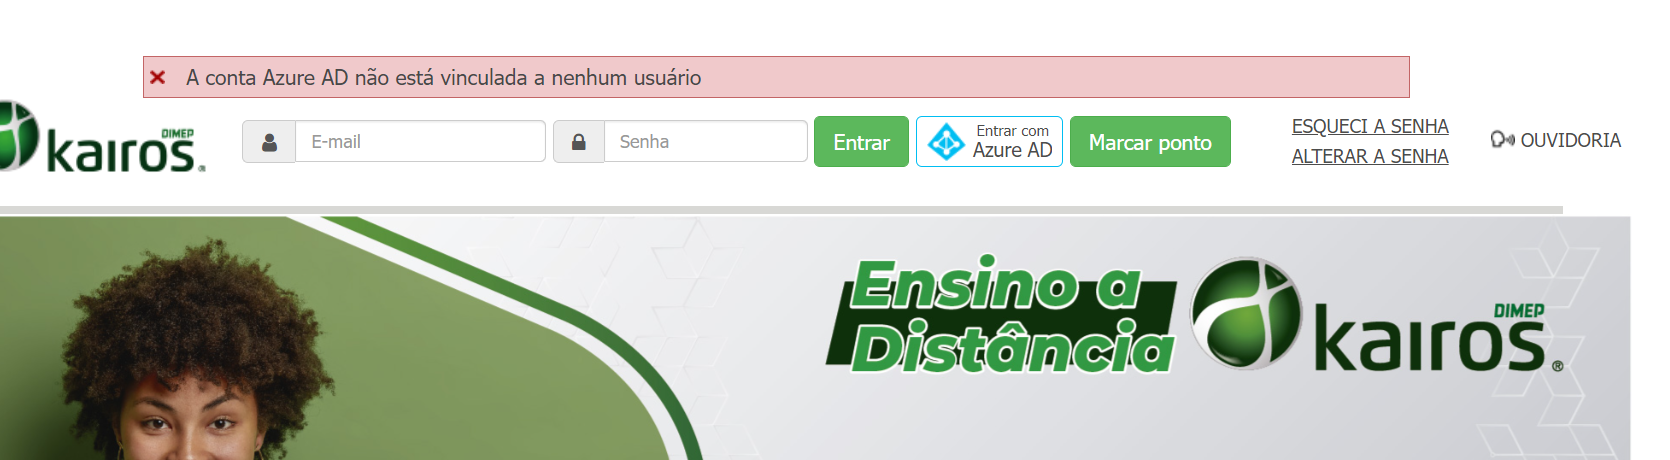 A conta Azure AD não está vinculada a nenhum usuário
DIMEP
kairos
E-mail
Senha
Entrar
Entrar com
Azure AD
Marcar ponto
ESQUECI A SENHA
ALTERAR A SENHA
OUVIDORIA
Ensino a
Distância
DIMEP
kairos®